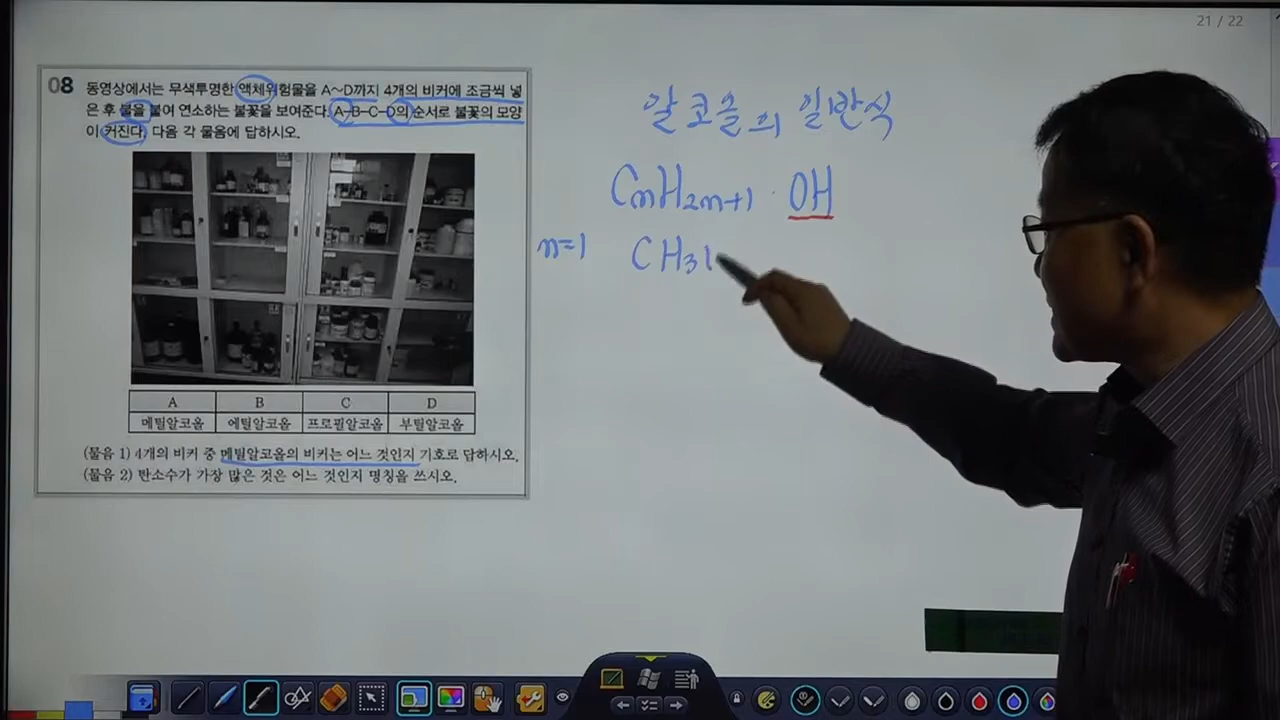 21 / 22
08 동영상에서는 무색투명한 액체위험물을 A~D까지 4개의 비커에 조금씩 넣
은 후 불을 붙여 연소하는 불꽃을 보여준다. A-B-C-D의 순서로 불꽃의 모양
이 커진다. 다음 각 물음에 답하시오.
A B C D
메틸알코올 에틸알코올 프로필알코올 부틸알코올
(물음 1) 4개의 비커 중 메틸알코올의 비커는 어느 것인지 기호로 답하시오.
(물음 2) 탄소수가 가장 많은 것은 어느 것인지 명칭을 쓰시오.
알코올의 일반식
CnH2n+1 · OH
n=1 CH3